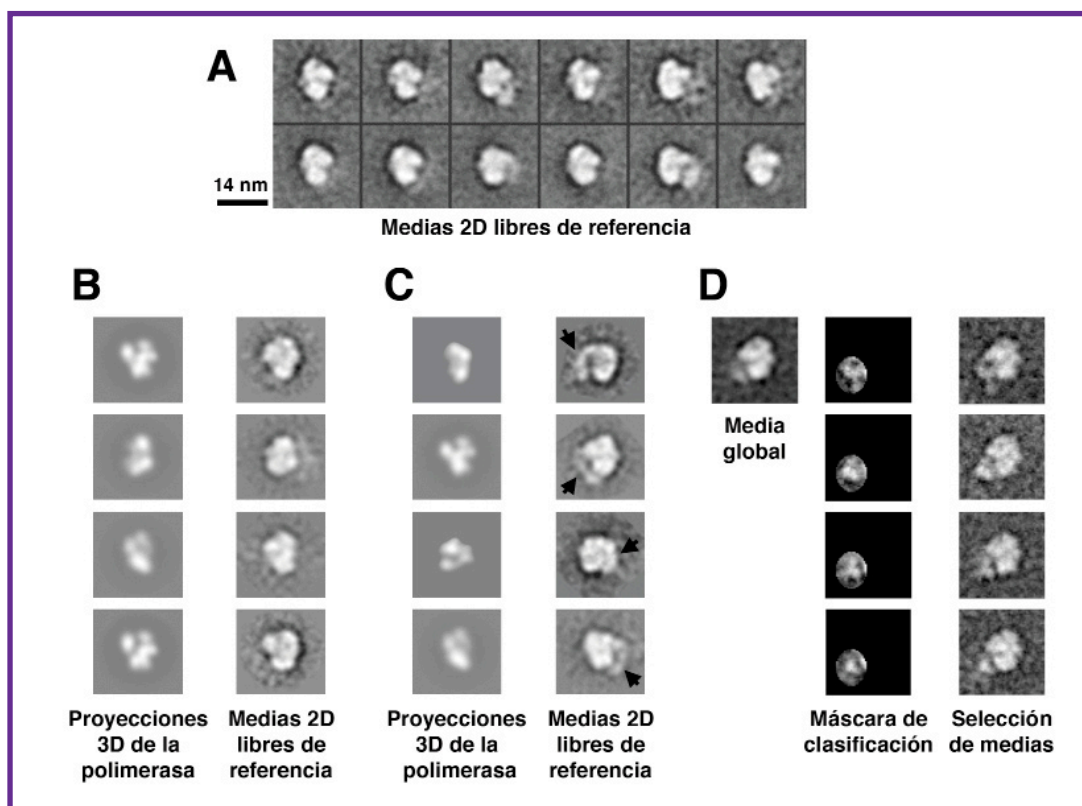 A
14 nm
Medias 2D libres de referencia
B
C
D
Media
global
Proyecciones
3D de la
polimerasa
Medias 2D
libres de
referencia
Proyecciones
3D de la
polimerasa
Medias 2D
libres de
referencia
Máscara de
clasificación
Selección
de medias